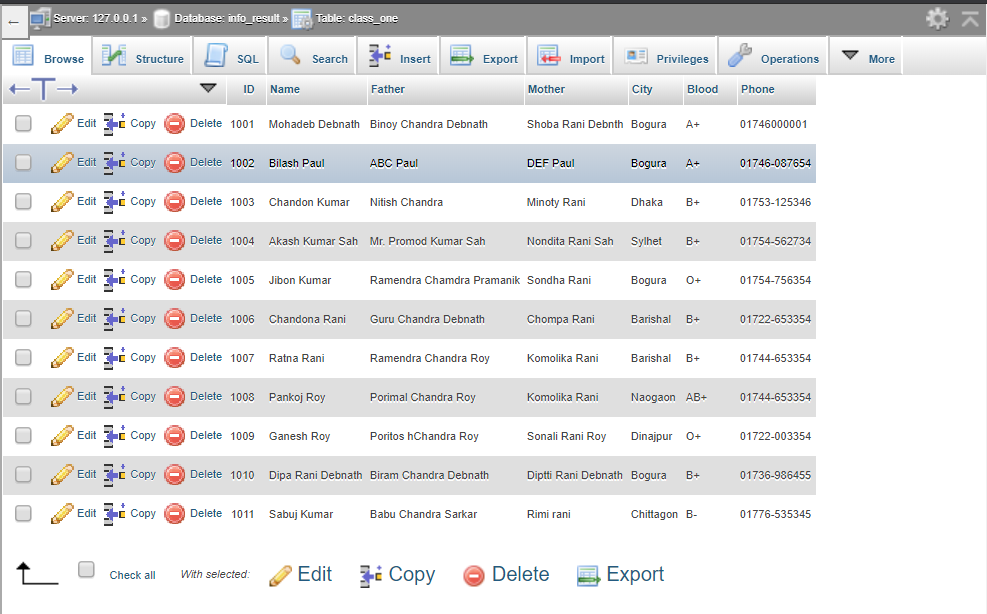 ← Server: 127.0.0.1 » Database: info_result » Table: class_one
Browse Structure SQL Search Insert Export Import Privileges Operations More
←T→ ID Name Father Mother City Blood Phone
Edit Copy Delete 1001 Mohadeb Debnath Binoy Chandra Debnath Shoba Rani Debnth Bogura A+ 01746000001
Edit Copy Delete 1002 Bilash Paul ABC Paul DEF Paul Bogura A+ 01746-087654
Edit Copy Delete 1003 Chandon Kumar Nitish Chandra Minoty Rani Dhaka B+ 01753-125346
Edit Copy Delete 1004 Akash Kumar Sah Mr. Promod Kumar Sah Nondita Rani Sah Sylhet B+ 01754-562734
Edit Copy Delete 1005 Jibon Kumar Ramendra Chamdra Pramanik Sondha Rani Bogura O+ 01754-756354
Edit Copy Delete 1006 Chandona Rani Guru Chandra Debnath Chompa Rani Barishal B+ 01722-653354
Edit Copy Delete 1007 Ratna Rani Ramendra Chandra Roy Komolika Rani Barishal B+ 01744-653354
Edit Copy Delete 1008 Pankoj Roy Porimal Chandra Roy Komolika Rani Naogaon AB+ 01744-653354
Edit Copy Delete 1009 Ganesh Roy Poritos hChandra Roy Sonali Rani Roy Dinajpur O+ 01722-003354
Edit Copy Delete 1010 Dipa Rani Debnath Biram Chandra Debnath Diptti Rani Debnath Bogura B+ 01736-986455
Edit Copy Delete 1011 Sabuj Kumar Babu Chandra Sarkar Rimi rani Chittagon B- 01776-535345
Check all With selected: Edit Copy Delete Export